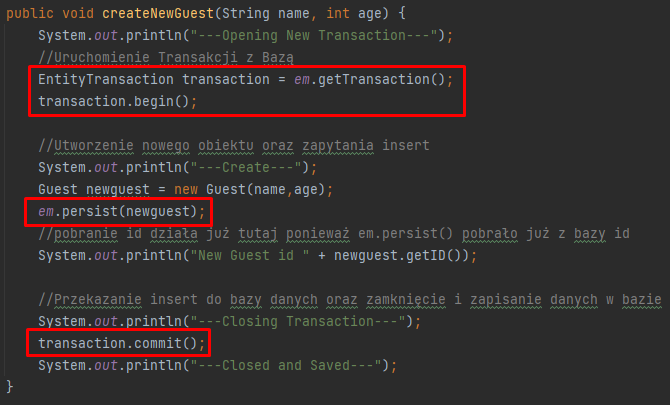 public void createNewGuest(String name, int age) {
System.out.println("---Opening New Transaction---");
//Uruchomienie Transakcji z Bazą
EntityTransaction transaction = em.getTransaction();
transaction.begin();
//Utworzenie nowego obiektu oraz zapytania insert
System.out.println("---Create---");
Guest newguest = new Guest(name,age);
em.persist(newguest);
//pobranie id działa już tutaj ponieważ em.persist() pobrało już z bazy id
System.out.println("New Guest id " + newguest.getID());
//Przekazanie insert do bazy danych oraz zamknięcie i zapisanie danych w bazie
System.out.println("---Closing Transaction---");
transaction.commit();
System.out.println("---Closed and Saved---");
}